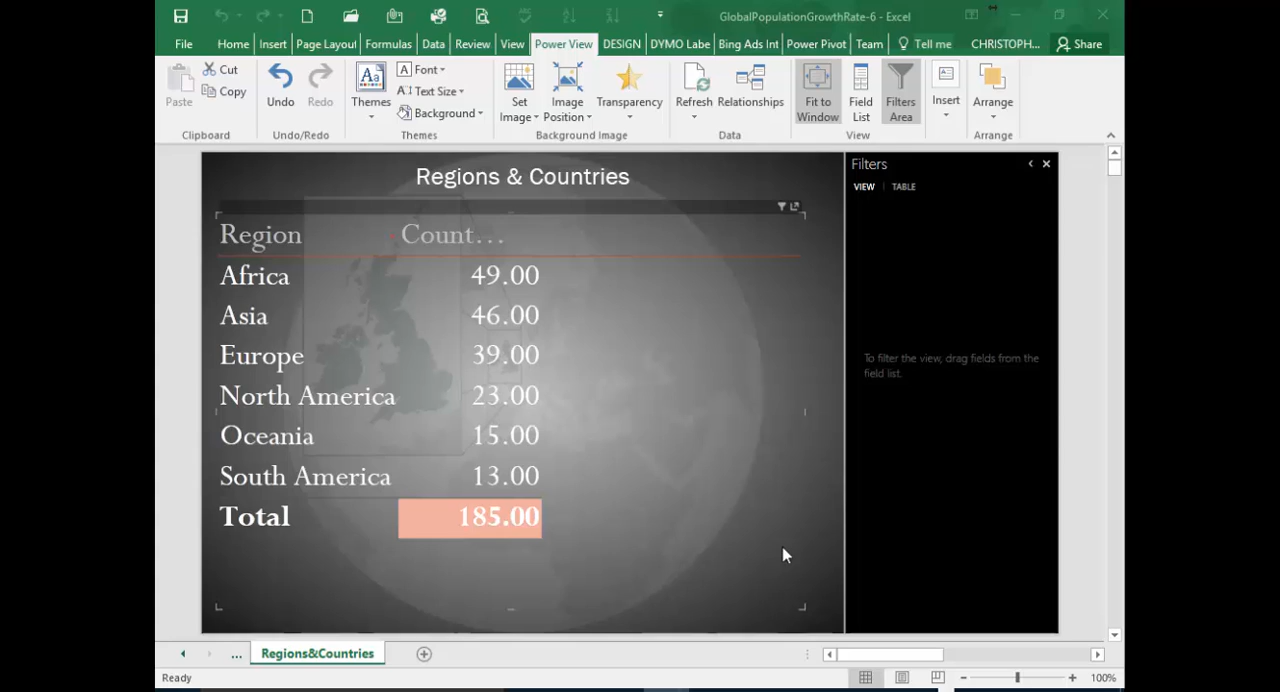 GlobalPopulationGrowthRate-6 - Excel
File Home Insert Page Layout Formulas Data Review View Power View DESIGN DYMO Labe Bing Ads Int Power Pivot Team Tell me CHRISTOPH... Share
Paste
Cut
Copy
Clipboard
Undo
Redo
Undo/Redo
Themes
Font
Text Size
Background
Themes
Set Image
Image Position
Transparency
Background Image
Refresh
Relationships
Data
Fit to Window
Field List
Filters Area
View
Insert
Arrange
Arrange
Regions & Countries
Region Count...
Africa 49.00
Asia 46.00
Europe 39.00
North America 23.00
Oceania 15.00
South America 13.00
Total 185.00
Filters
VIEW TABLE
To filter the view, drag fields from the
field list.
... Regions&Countries
Ready 100%